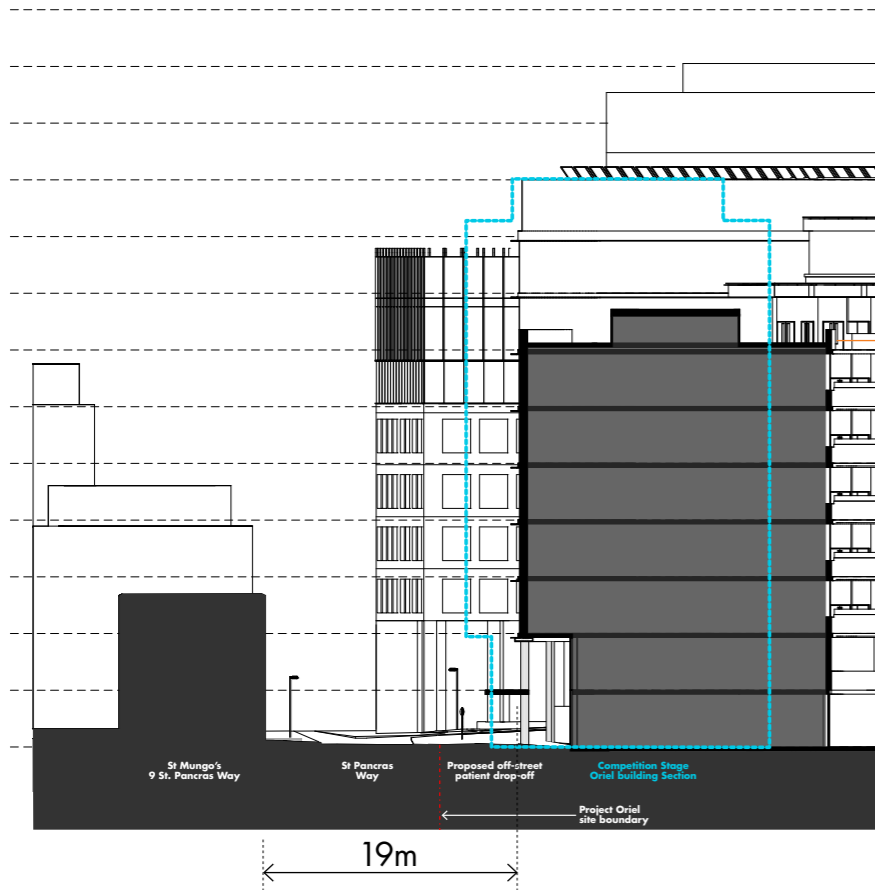 St Mungo's
9 St. Pancras Way
St Pancras
Way
Proposed off-street
patient drop-off
Competition Stage
Oriel building Section
Project Oriel
site boundary
19m